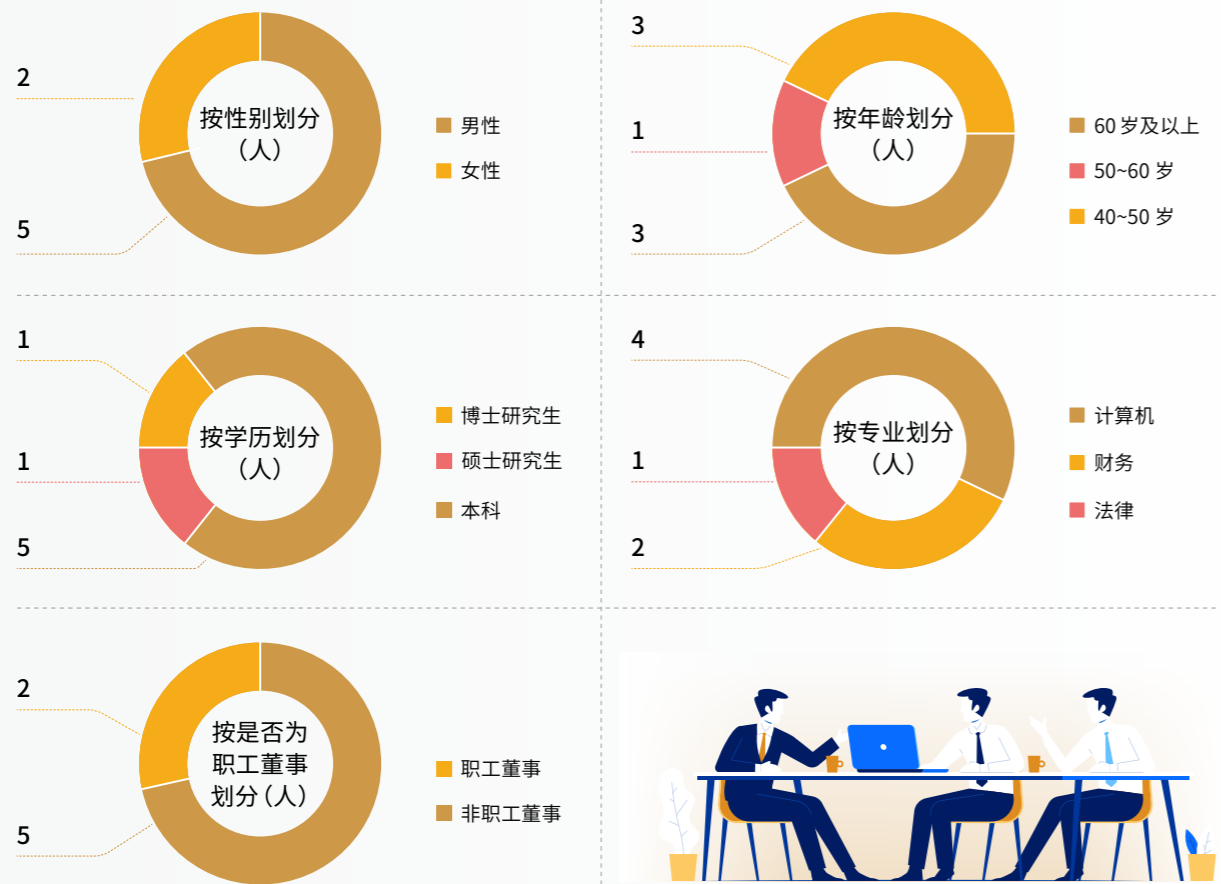 2
5
按性别划分
（人）
男性
女性
3
1
3
按年龄划分
（人）
60 岁及以上
50~60 岁
40~50 岁
1
1
5
按学历划分
（人）
博士研究生
硕士研究生
本科
4
1
2
按专业划分
（人）
计算机
财务
法律
2
5
按是否为
职工董事
划分（人）
职工董事
非职工董事